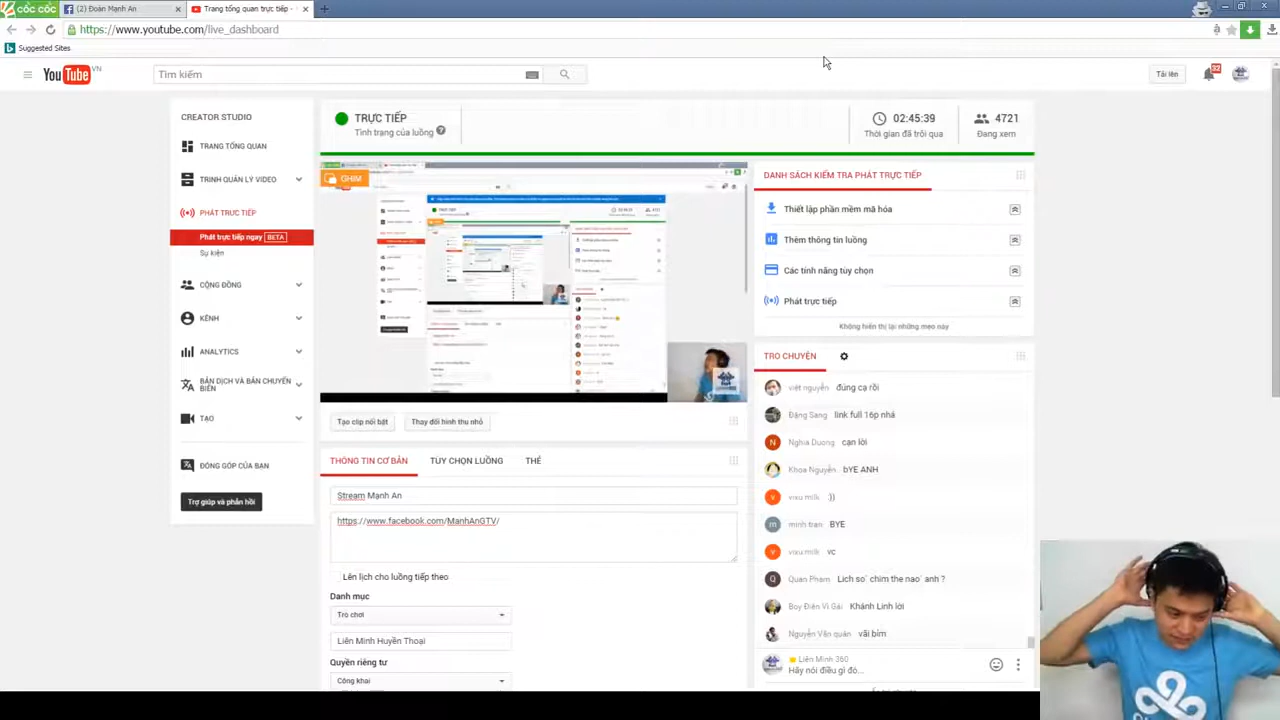 cốc cốc
(2) Đoàn Mạnh An
Trang tổng quan trực tiếp -
https://www.youtube.com/live_dashboard
Suggested Sites
YouTube VN
Tìm kiếm
Tải lên
32
CREATOR STUDIO
TRANG TỔNG QUAN
TRÌNH QUẢN LÝ VIDEO
PHÁT TRỰC TIẾP
Phát trực tiếp ngay BETA
Sự kiện
CỘNG ĐỒNG
KÊNH
ANALYTICS
BẢN DỊCH VÀ BẢN CHUYỂN BIÊN
TẠO
ĐÓNG GÓP CỦA BẠN
Trợ giúp và phản hồi
TRỰC TIẾP
Tình trạng của luồng
02:45:39
Thời gian đã trôi qua
4721
Đang xem
GHIM
Tạo clip nổi bật
Thay đổi hình thu nhỏ
THÔNG TIN CƠ BẢN
TÙY CHỌN LUỒNG
THẺ
Stream Mạnh An
https://www.facebook.com/ManhAnGTV/
Lên lịch cho luồng tiếp theo
Danh mục
Trò chơi
Liên Minh Huyền Thoại
Quyền riêng tư
Công khai
DANH SÁCH KIỂM TRA PHÁT TRỰC TIẾP
Thiết lập phần mềm mã hóa
Thêm thông tin luồng
Các tính năng tùy chọn
Phát trực tiếp
Không hiển thị lại những mẹo này
TRÒ CHUYỆN
việt nguyễn đúng cạ rồi
Đặng Sang link full 16p nhá
Nghia Duong cạn lời
Khoa Nguyễn bYE ANH
vixu milk :))
minh tran BYE
vixu milk vc
Quan Pham Lich so´ chim the nao` anh ?
Boy Điên Vì Gái Khánh Linh lời
Nguyễn Văn quân vãi bím
Liên Minh 360
Hãy nói điều gì đó...